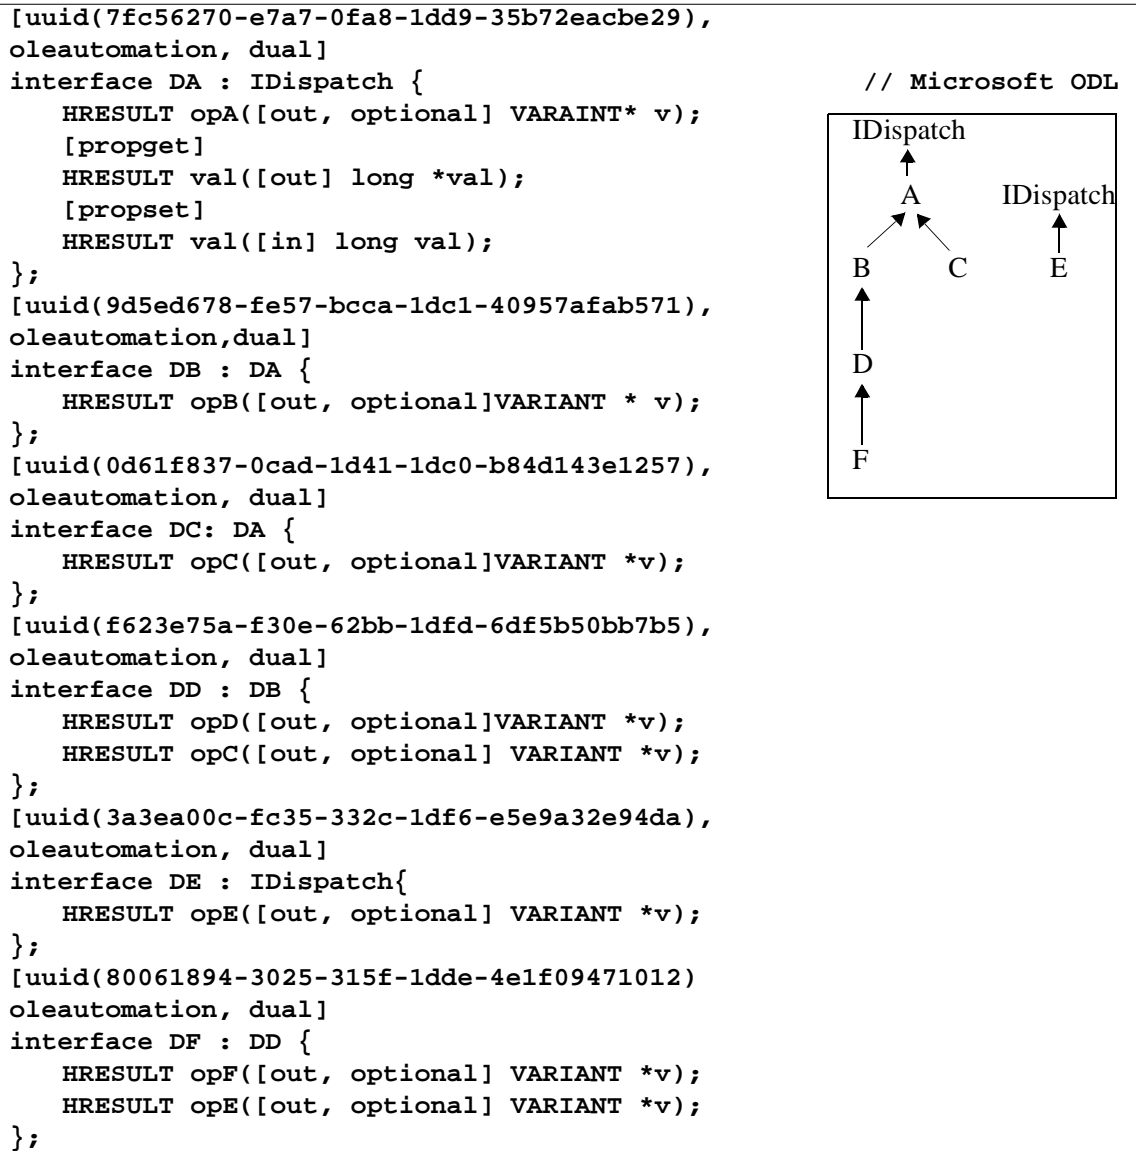 [uuid(7fc56270-e7a7-0fa8-1dd9-35b72eacbe29),
oleautomation, dual]
interface DA : IDispatch { // Microsoft ODL
HRESULT opA([out, optional] VARAINT* v);
[propget]
HRESULT val([out] long *val);
[propset]
HRESULT val([in] long val);
};
[uuid(9d5ed678-fe57-bcca-1dc1-40957afab571),
oleautomation,dual]
interface DB : DA {
HRESULT opB([out, optional]VARIANT * v);
};
[uuid(0d61f837-0cad-1d41-1dc0-b84d143e1257),
oleautomation, dual]
interface DC: DA {
HRESULT opC([out, optional]VARIANT *v);
};
[uuid(f623e75a-f30e-62bb-1dfd-6df5b50bb7b5),
oleautomation, dual]
interface DD : DB {
HRESULT opD([out, optional]VARIANT *v);
HRESULT opC([out, optional] VARIANT *v);
};
[uuid(3a3ea00c-fc35-332c-1df6-e5e9a32e94da),
oleautomation, dual]
interface DE : IDispatch{
HRESULT opE([out, optional] VARIANT *v);
};
[uuid(80061894-3025-315f-1dde-4e1f09471012)
oleautomation, dual]
interface DF : DD {
HRESULT opF([out, optional] VARIANT *v);
HRESULT opE([out, optional] VARIANT *v);
};
IDispatch
A IDispatch
B C E
D
F